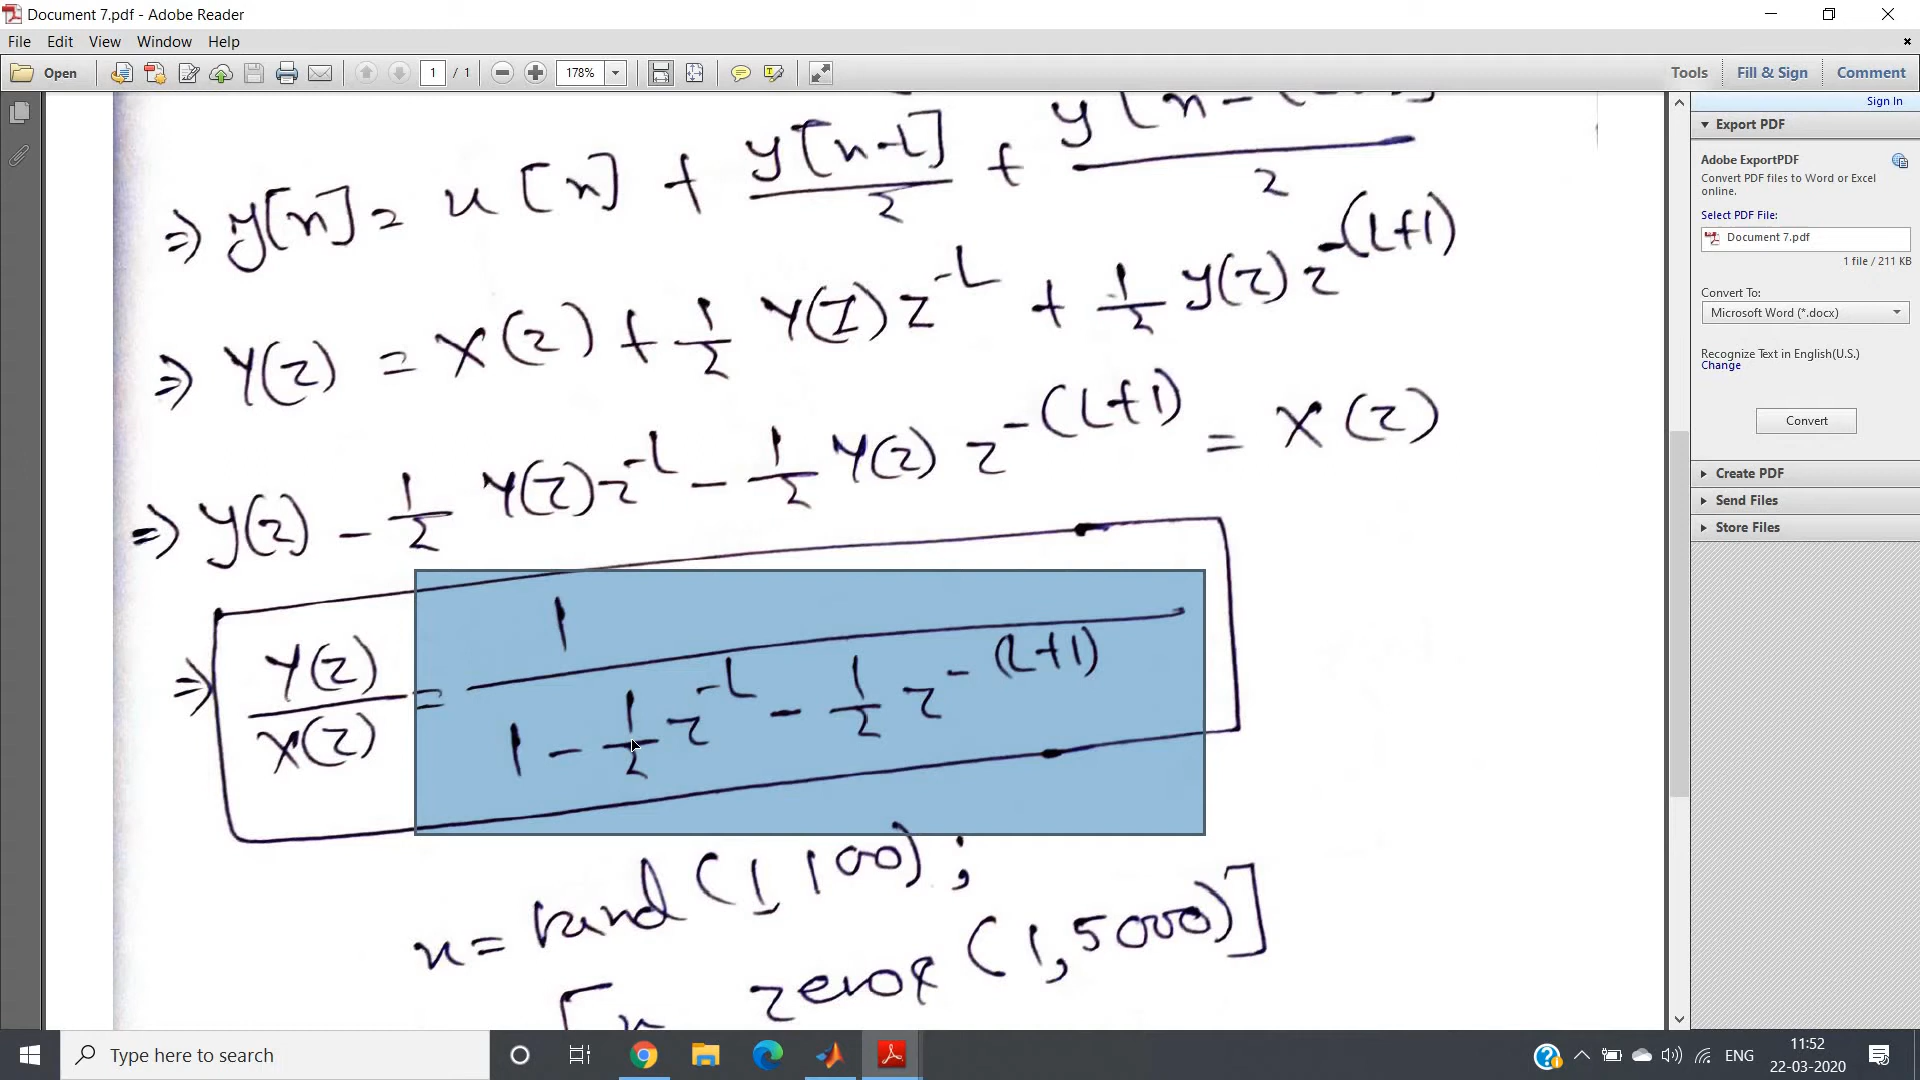 Document 7.pdf - Adobe Reader
File Edit View Window Help
Open 1 / 1 178% Tools Fill & Sign Comment
Sign In
Export PDF
Adobe ExportPDF
Convert PDF files to Word or Excel
online.
Select PDF File:
Document 7.pdf
1 file / 211 KB
Convert To:
Microsoft Word (*.docx)
Recognize Text in English(U.S.)
Change
Convert
Create PDF
Send Files
Store Files
⇒ y[n] = x[n] + y[n-L]/2 + y[n-
⇒ Y(z) = X(z) + 1/2 Y(z) z^-L + 1/2 Y(z) z^-(L+1)
⇒ Y(z) - 1/2 Y(z) z^-L - 1/2 Y(z) z^-(L+1) = X(z)
⇒ Y(z)/X(z) = 1/(1 - 1/2 z^-L - 1/2 z^-(L+1))
x = rand(1,100);
[x zeros(1,5000)]
Type here to search
ENG
11:52
22-03-2020